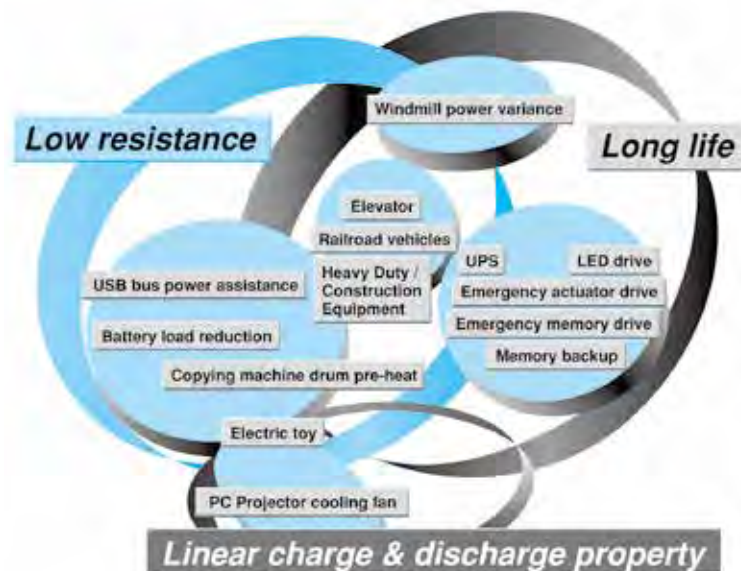 Windmill power variance
Low resistance
Long life
Elevator
Railroad vehicles
Heavy Duty /
Construction
Equipment
UPS
LED drive
USB bus power assistance
Emergency actuator drive
Emergency memory drive
Battery load reduction
Memory backup
Copying machine drum pre-heat
Electric toy
PC Projector cooling fan
Linear charge & discharge property